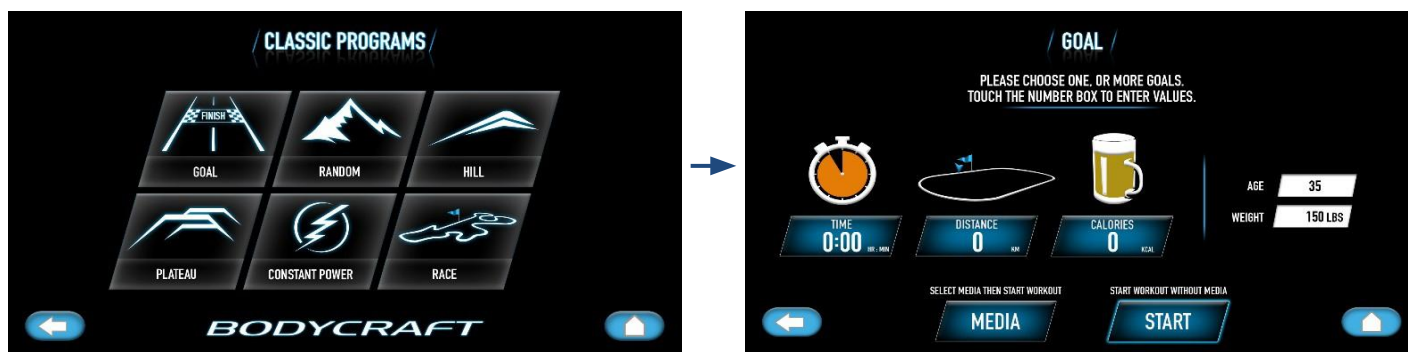 CLASSIC PROGRAMS
FINISH
GOAL
RANDOM
HILL
PLATEAU
CONSTANT POWER
RACE
BODYCRAFT
GOAL
PLEASE CHOOSE ONE, OR MORE GOALS.
TOUCH THE NUMBER BOX TO ENTER VALUES.
TIME
0:00 HR : MIN
DISTANCE
0 KM
CALORIES
0 KCAL
AGE 35
WEIGHT 150 LBS
SELECT MEDIA THEN START WORKOUT
MEDIA
START WORKOUT WITHOUT MEDIA
START